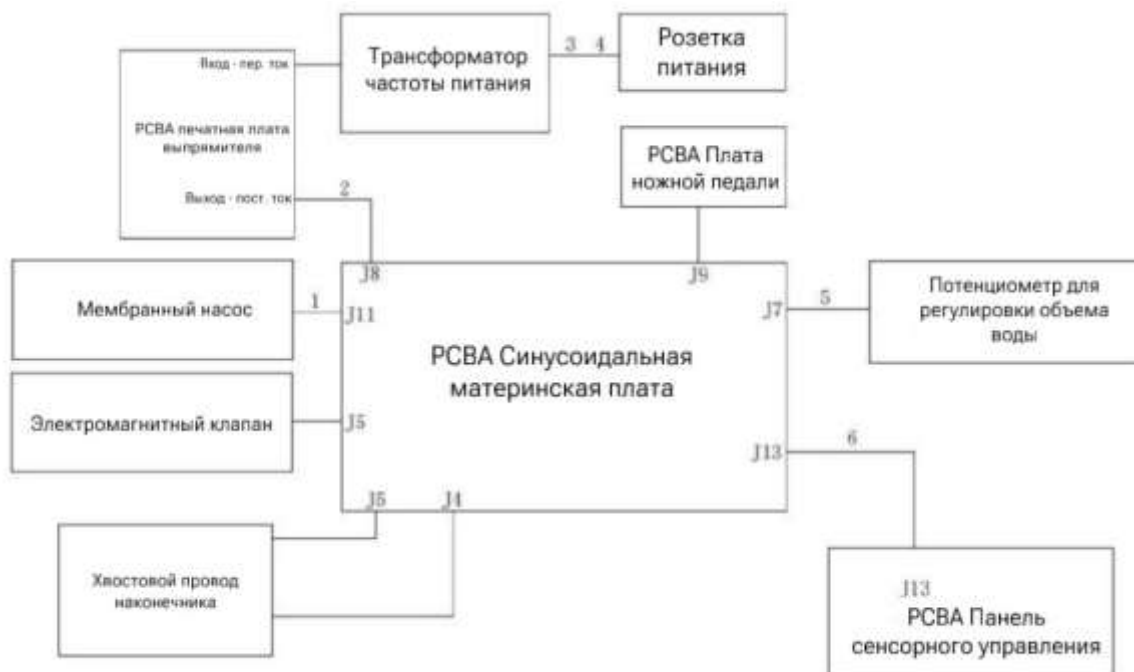 Вход - пер. ток
PCBA печатная плата
выпрямителя
Выход - пост. ток
Трансформатор
частоты питания
3 4
Розетка
питания
PCBA Плата
ножной педали
2
J8
J9
Мембранный насос
1
J11
J7
5
Потенциометр для
регулировки объема
воды
PCBA Синусоидальная
материнская плата
Электромагнитный клапан
J5
J13
6
J5
J4
Хвостовой провод
наконечника
J13
PCBA Панель
сенсорного управления